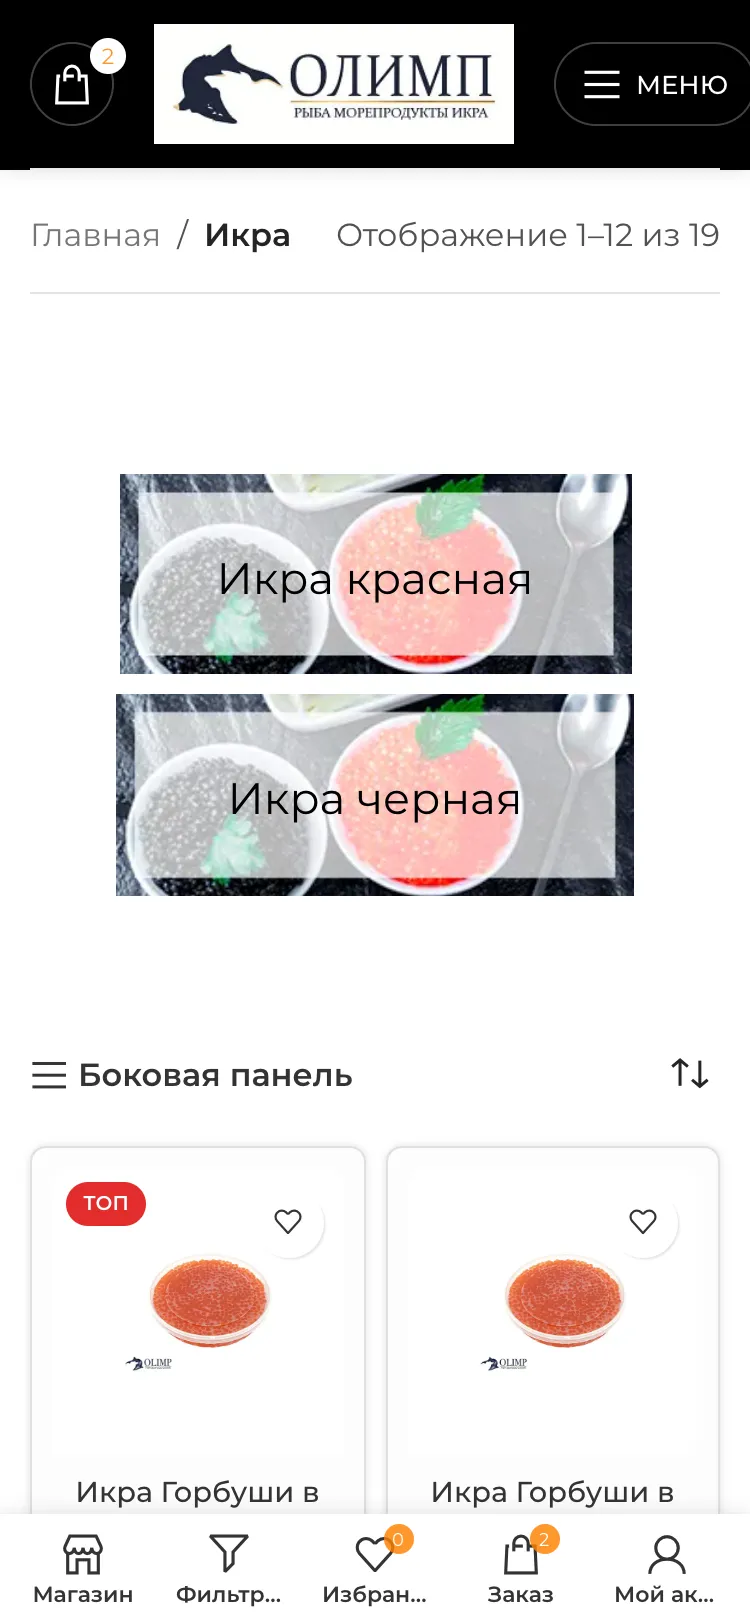 2
ОЛИМП
РЫБА МОРЕПРОДУКТЫ ИКРА
МЕНЮ
Главная / Икра
Отображение 1–12 из 19
Икра красная
Икра черная
Боковая панель
ТОП
OLIMP
OLIMP
Икра Горбуши в
Икра Горбуши в
0
2
Магазин
Фильтр...
Избран...
Заказ
Мой ак...